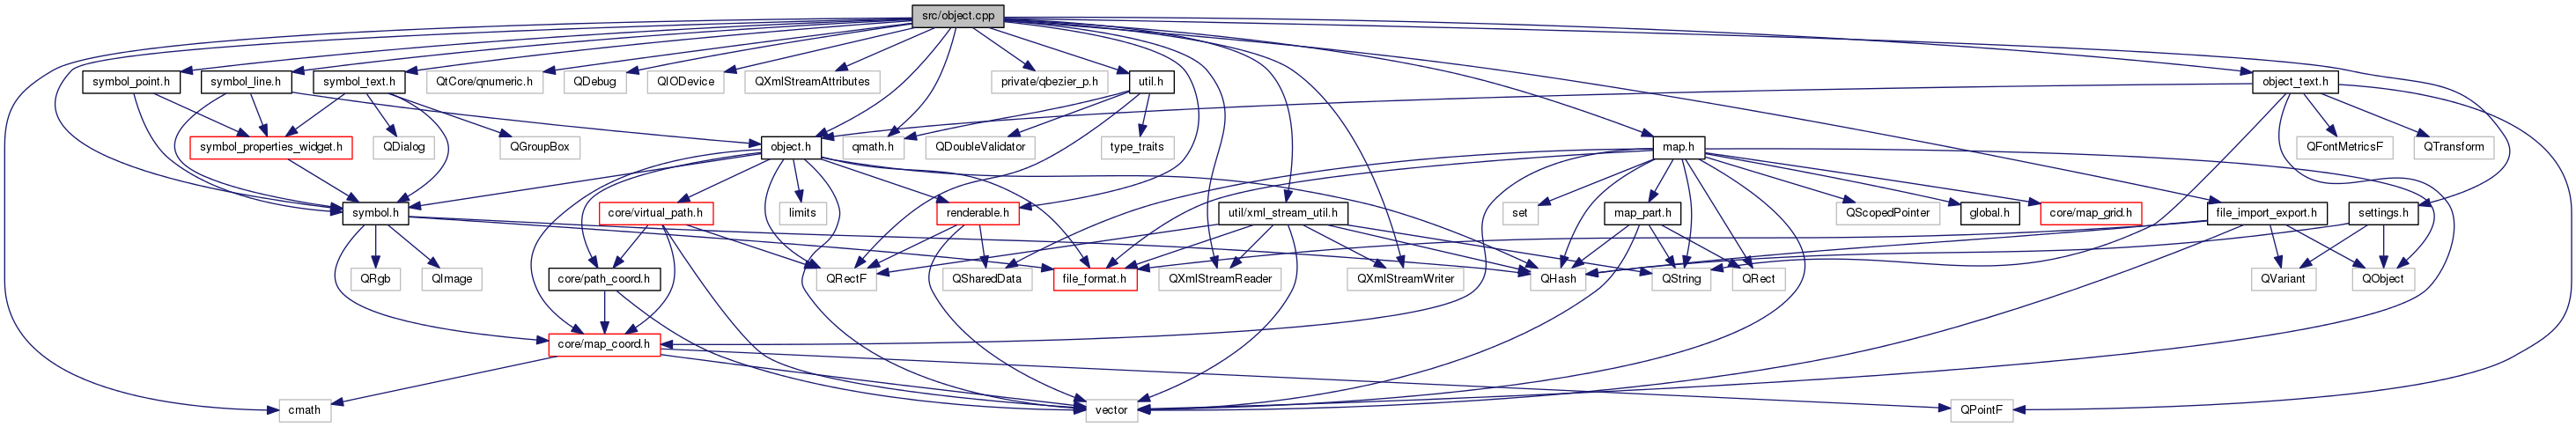 src/object.cpp
symbol_point.h
symbol_line.h
symbol_text.h
QtCore/qnumeric.h
QDebug
QIODevice
QXmlStreamAttributes
private/qbezier_p.h
util.h
object_text.h
symbol_properties_widget.h
QDialog
QGroupBox
object.h
qmath.h
QDoubleValidator
type_traits
map.h
QFontMetricsF
QTransform
symbol.h
core/virtual_path.h
limits
renderable.h
util/xml_stream_util.h
set
map_part.h
QScopedPointer
global.h
core/map_grid.h
file_import_export.h
settings.h
QRgb
QImage
core/path_coord.h
QRectF
QSharedData
file_format.h
QXmlStreamReader
QXmlStreamWriter
QHash
QString
QRect
QVariant
QObject
core/map_coord.h
cmath
vector
QPointF